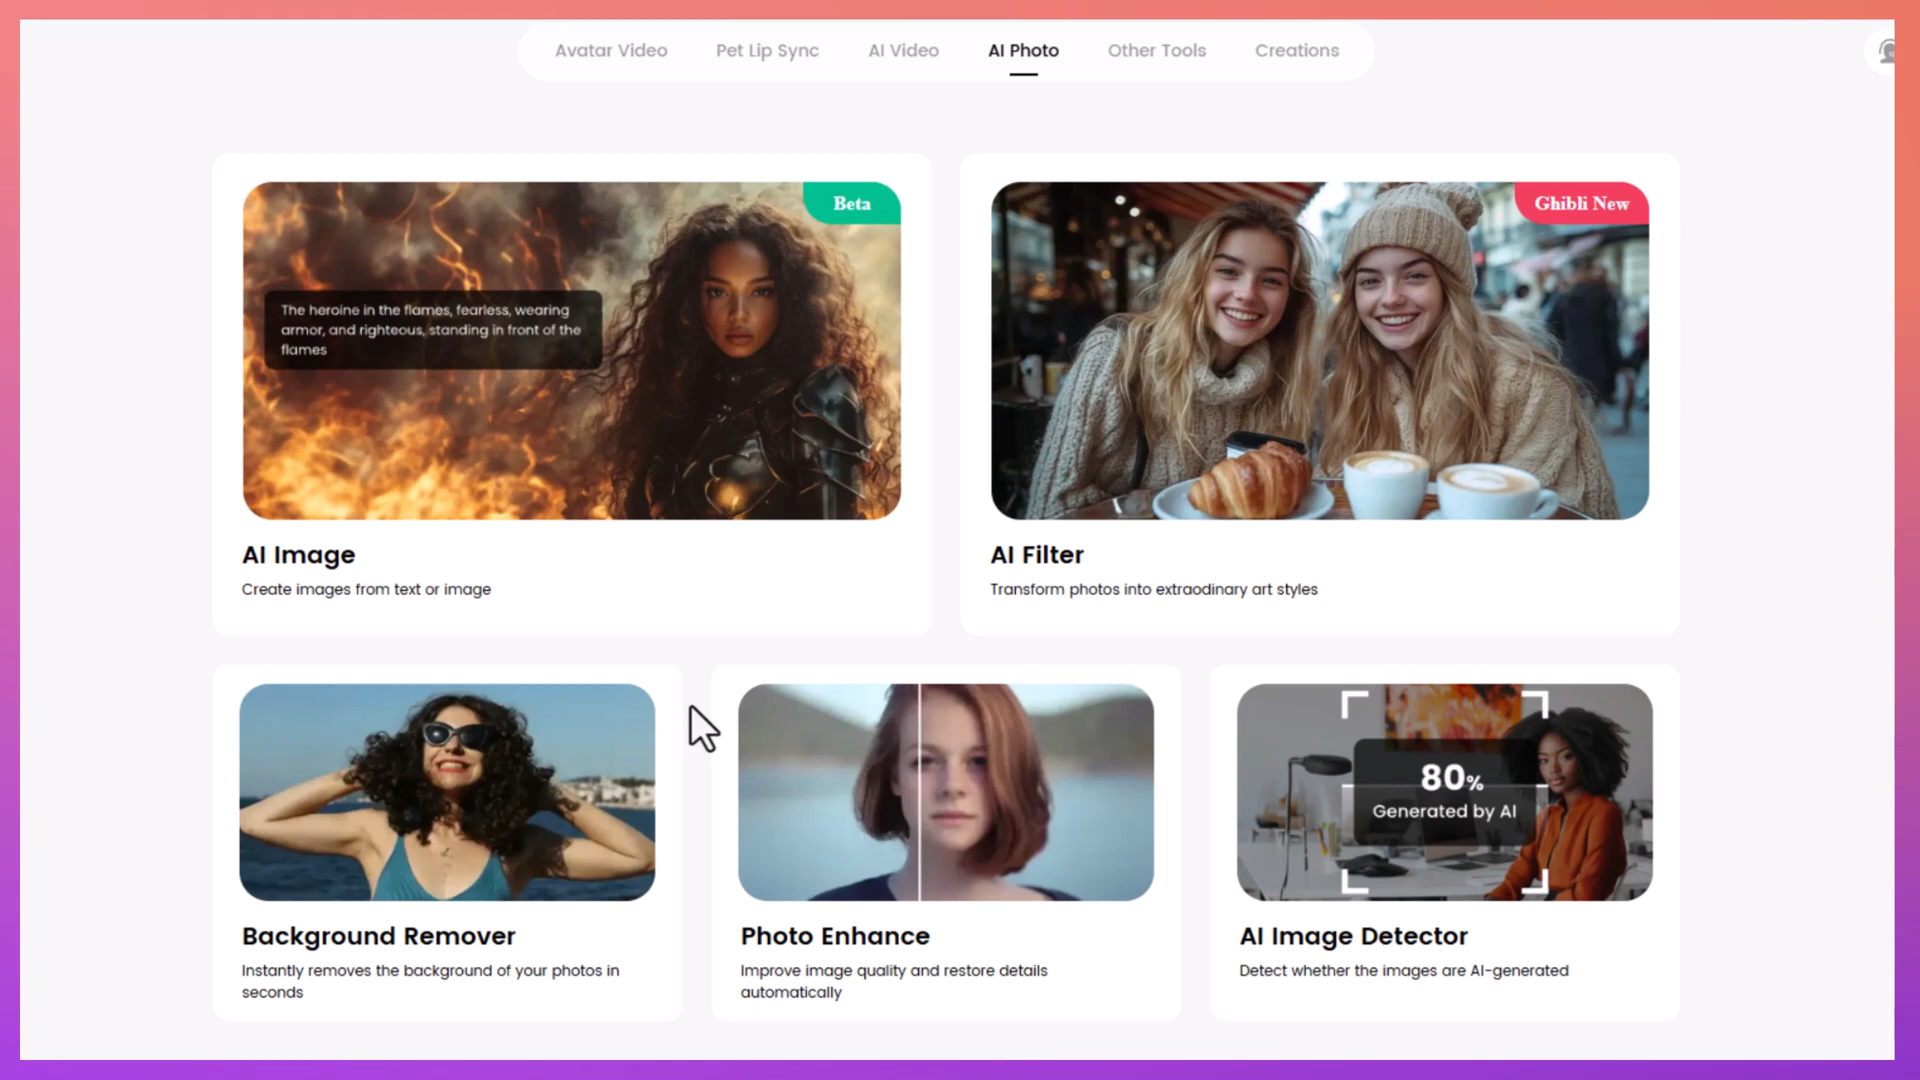 Avatar Video
Pet Lip Sync
AI Video
AI Photo
Other Tools
Creations
Beta
The heroine in the flames, fearless, wearing
armor, and righteous, standing in front of the
flames
AI Image
Create images from text or image
Ghibli New
AI Filter
Transform photos into extraodinary art styles
Background Remover
Instantly removes the background of your photos in
seconds
Photo Enhance
Improve image quality and restore details
automatically
80%
Generated by AI
AI Image Detector
Detect whether the images are AI-generated